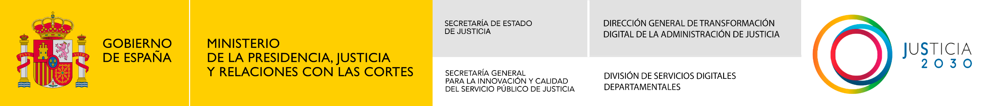 PLVS
VLTRA
GOBIERNO
DE ESPAÑA
MINISTERIO
DE LA PRESIDENCIA, JUSTICIA
Y RELACIONES CON LAS CORTES
SECRETARÍA DE ESTADO
DE JUSTICIA
SECRETARÍA GENERAL
PARA LA INNOVACIÓN Y CALIDAD
DEL SERVICIO PÚBLICO DE JUSTICIA
DIRECCIÓN GENERAL DE TRANSFORMACIÓN
DIGITAL DE LA ADMINISTRACIÓN DE JUSTICIA
DIVISIÓN DE SERVICIOS DIGITALES
DEPARTAMENTALES
JUSTICIA
2030